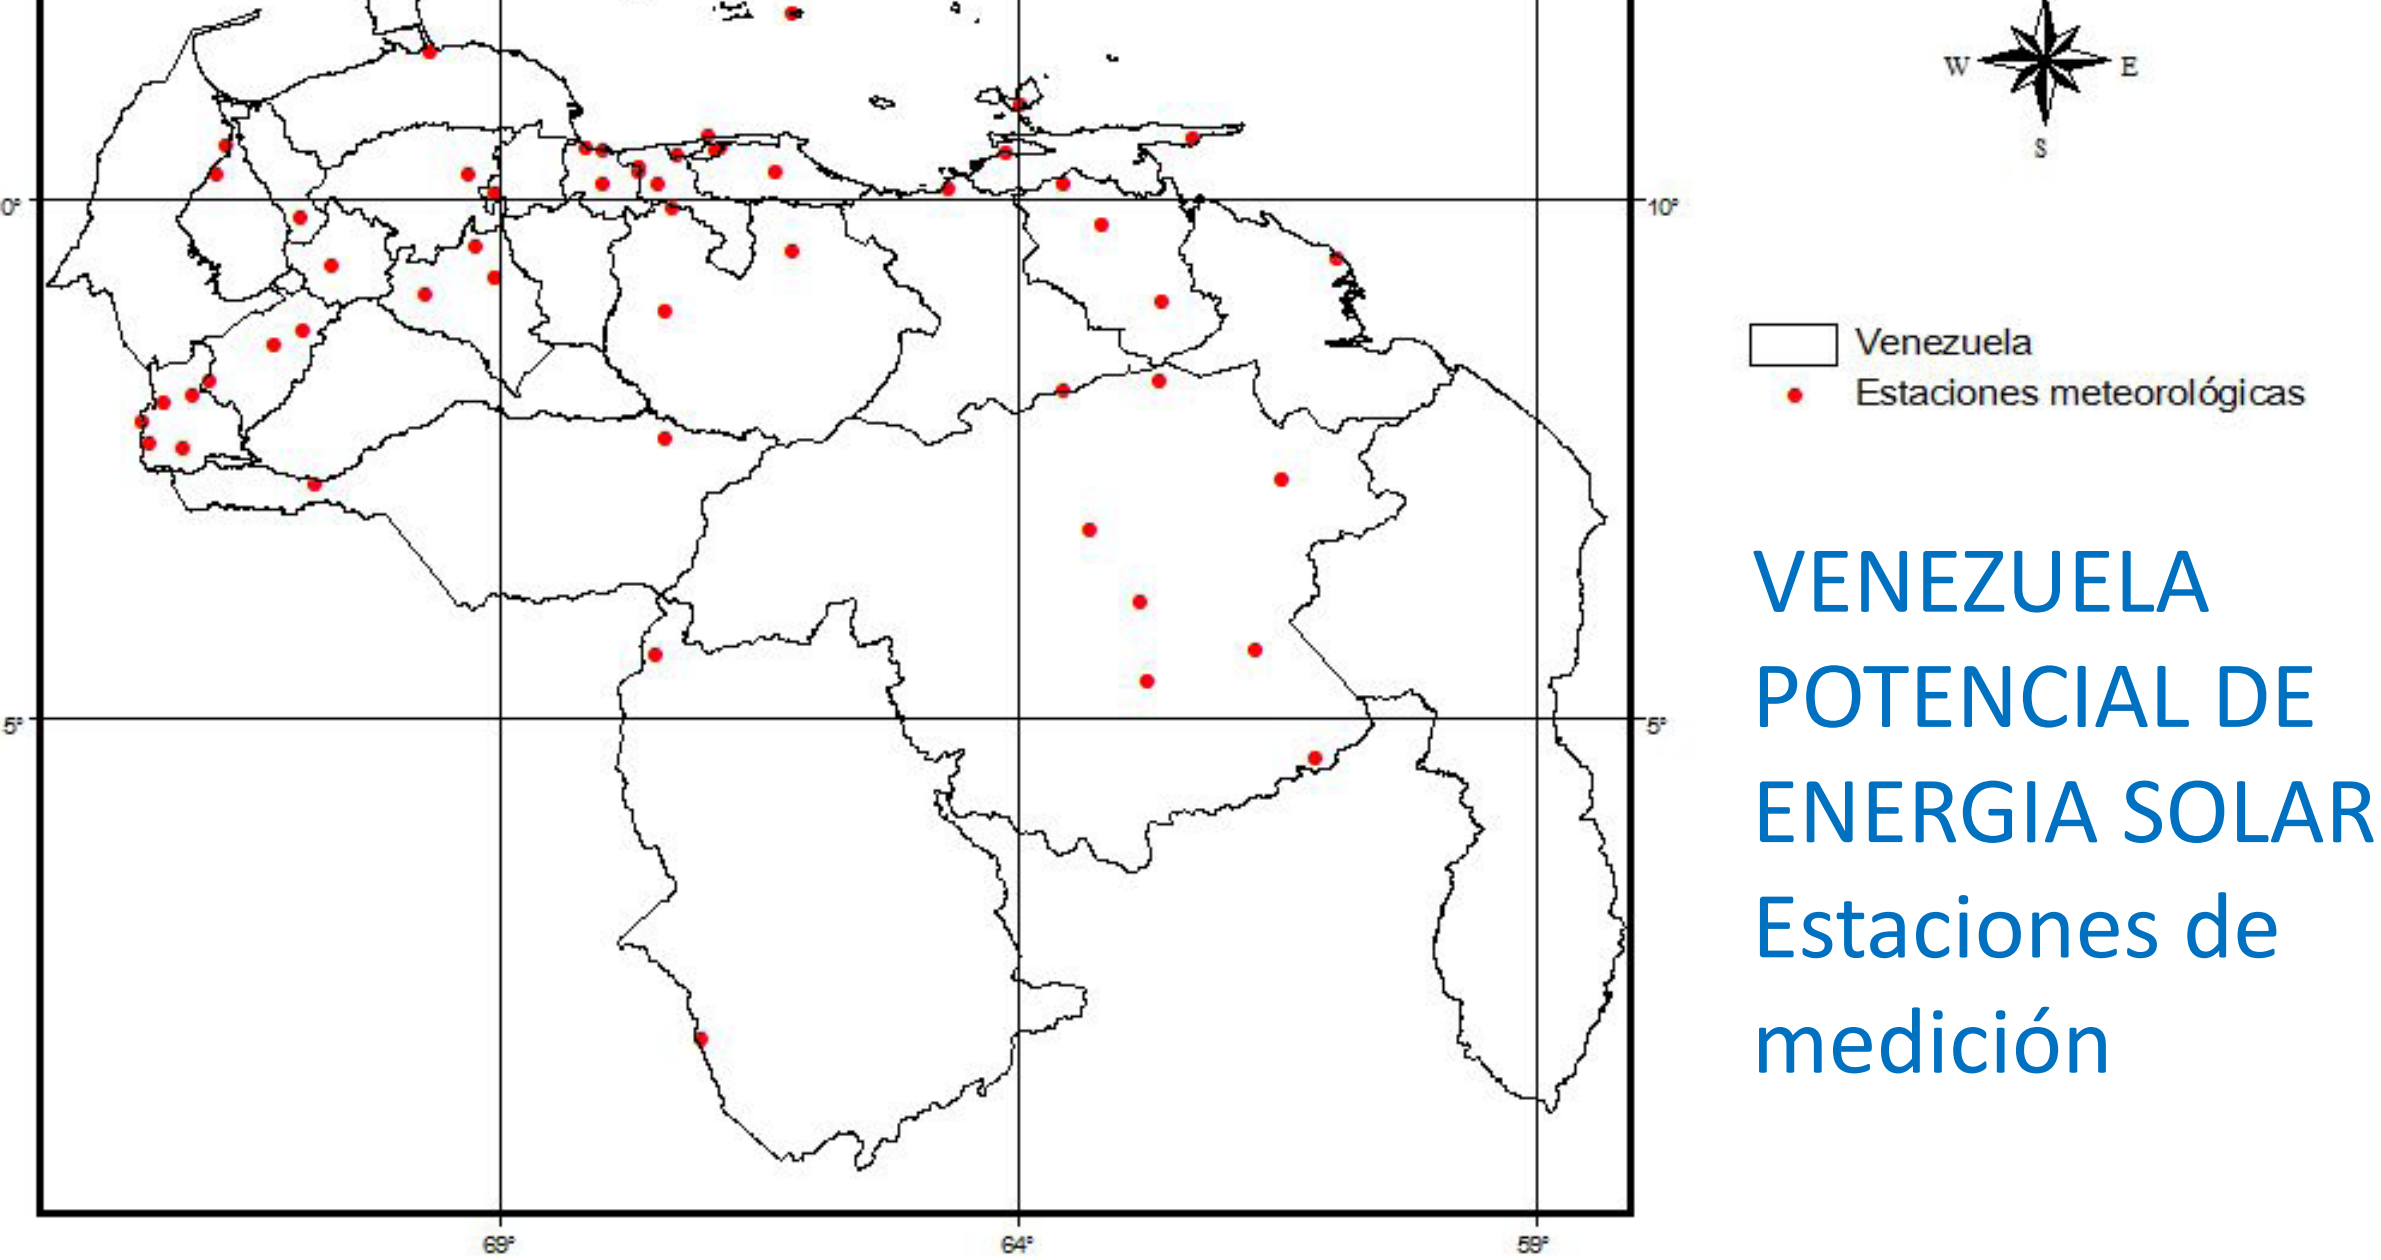 W E
S
0° 10°
Venezuela
Estaciones meteorológicas
VENEZUELA
POTENCIAL DE
ENERGIA SOLAR
Estaciones de
medición
5° 5°
69° 64° 59°